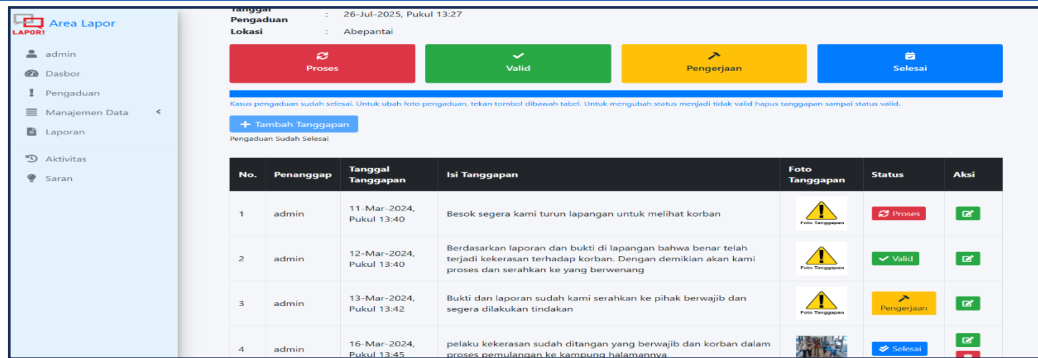 LAPOR!
Area Lapor
admin
Dasbor
Pengaduan
Manajemen Data
Laporan
Aktivitas
Saran
Tanggal
Pengaduan : 26-Jul-2025, Pukul 13:27
Lokasi : Abepantai
Proses
Valid
Pengerjaan
Selesai
Kasus pengaduan sudah selesai. Untuk ubah foto pengaduan, tekan tombol dibawah tabel. Untuk mengubah status menjadi tidak valid hapus tanggapan sampai status valid.
+ Tambah Tanggapan
Pengaduan Sudah Selesai
No. Penanggap Tanggal Tanggapan Isi Tanggapan Foto Tanggapan Status Aksi
1 admin 11-Mar-2024, Pukul 13:40 Besok segera kami turun lapangan untuk melihat korban Foto Tanggapan Proses
2 admin 12-Mar-2024, Pukul 13:40 Berdasarkan laporan dan bukti di lapangan bahwa benar telah
terjadi kekerasan terhadap korban. Dengan demikian akan kami
proses dan serahkan ke yang berwenang Foto Tanggapan Valid
3 admin 13-Mar-2024, Pukul 13:42 Bukti dan laporan sudah kami serahkan ke pihak berwajib dan
segera dilakukan tindakan Foto Tanggapan Pengerjaan
4 admin 16-Mar-2024, Pukul 13:45 pelaku kekerasan sudah ditangan yang berwajib dan korban dalam
proses pemulangan ke kampung halamannya Selesai